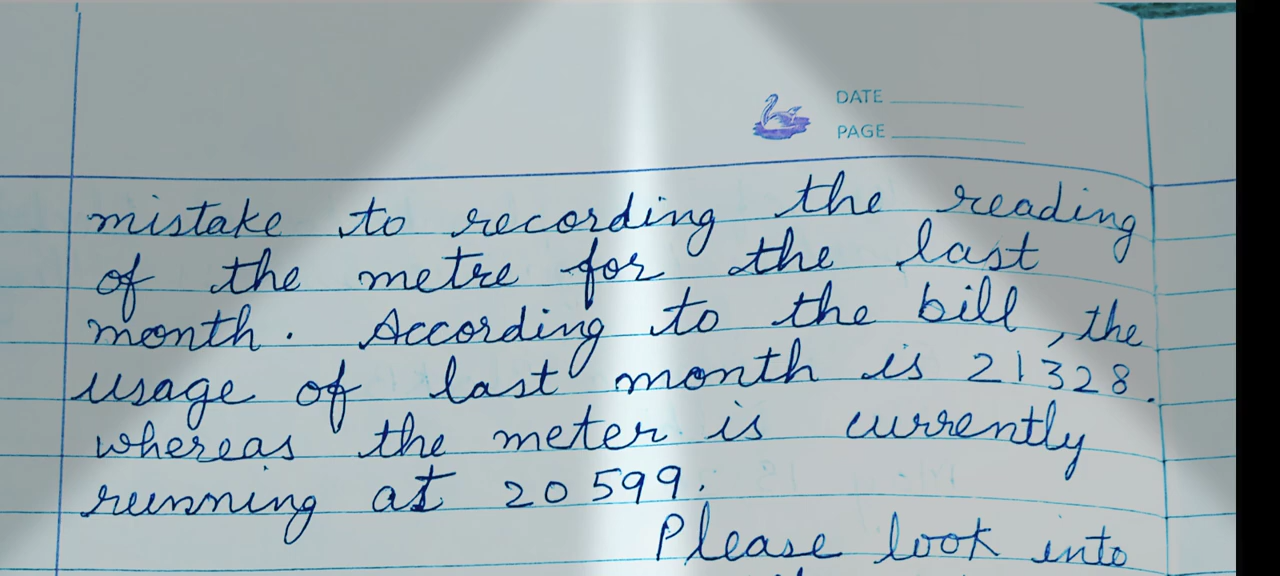 DATE
PAGE
mistake to recording the reading
of the metre for the last
month. According to the bill, the
usage of last month is 21328.
whereas the meter is currently
running at 20599.
Please look into